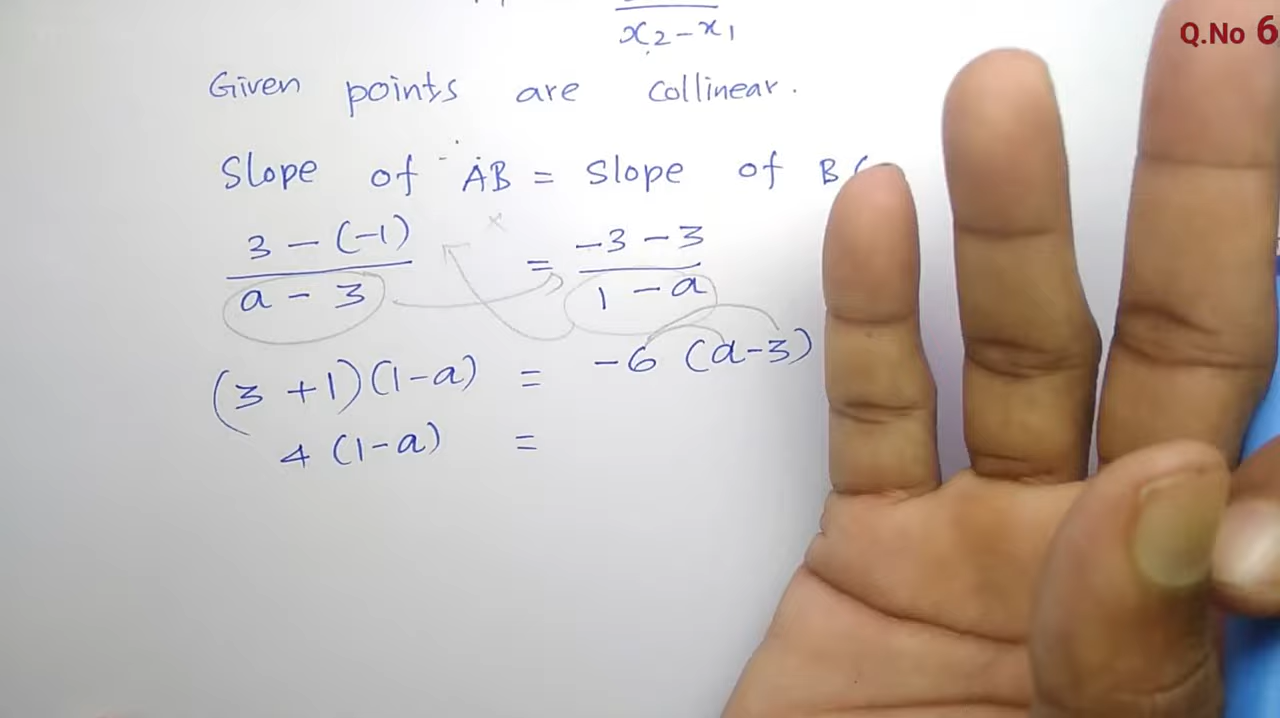 Q.No 6
x₂ - x₁
Given points are collinear.
Slope of AB = Slope of B
3 - (-1) / a - 3 = -3 - 3 / 1 - a
(3 + 1)(1 - a) = -6 (a - 3)
4 (1 - a) =